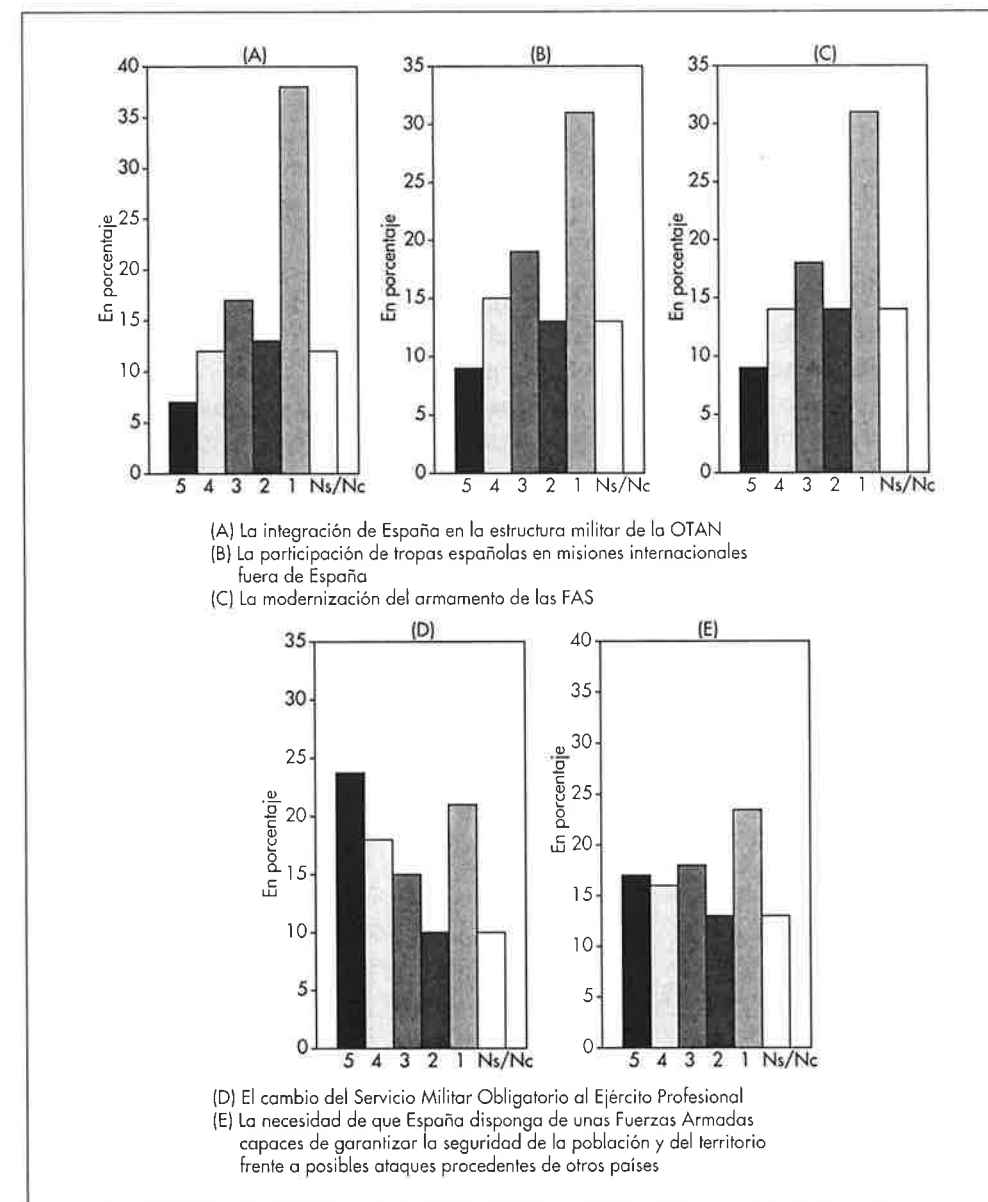 (A)
En porcentaje
40
35
30
25
20
15
10
5
0
5 4 3 2 1 Ns/Nc
(B)
En porcentaje
35
30
25
20
15
10
5
0
5 4 3 2 1 Ns/Nc
(C)
En porcentaje
35
30
25
20
15
10
5
0
5 4 3 2 1 Ns/Nc
(A) La integración de España en la estructura militar de la OTAN
(B) La participación de tropas españolas en misiones internacionales
fuera de España
(C) La modernización del armamento de las FAS
(D)
En porcentaje
35
30
25
20
15
10
5
0
5 4 3 2 1 Ns/Nc
(E)
En porcentaje
40
35
30
25
20
15
10
5
0
5 4 3 2 1 Ns/Nc
(D) El cambio del Servicio Militar Obligatorio al Ejército Profesional
(E) La necesidad de que España disponga de unas Fuerzas Armadas
capaces de garantizar la seguridad de la población y del territorio
frente a posibles ataques procedentes de otros países